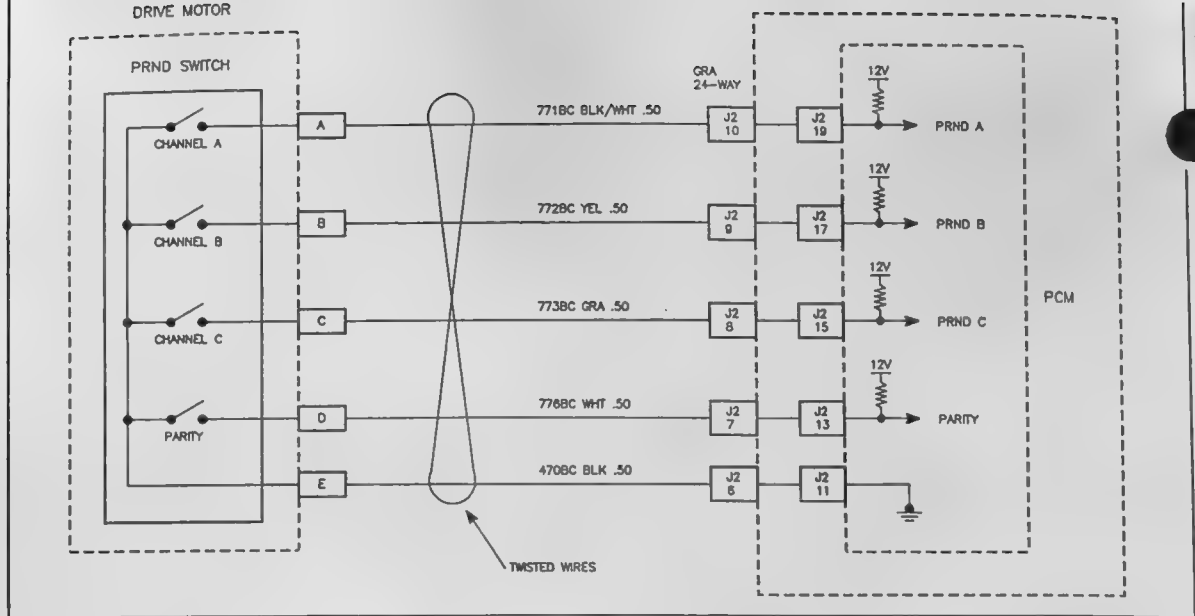 DRIVE MOTOR
PRND SWITCH
GRA
24-WAY
12V
CHANNEL A
A
771BC BLK/WHT .50
J2
10
J2
19
PRND A
12V
CHANNEL B
B
772BC YEL .50
J2
9
J2
17
PRND B
12V
CHANNEL C
C
773BC GRA .50
J2
8
J2
15
PRND C
PCM
12V
PARITY
D
776BC WHT .50
J2
7
J2
13
PARITY
E
470BC BLK .50
J2
6
J2
11
TWISTED WIRES